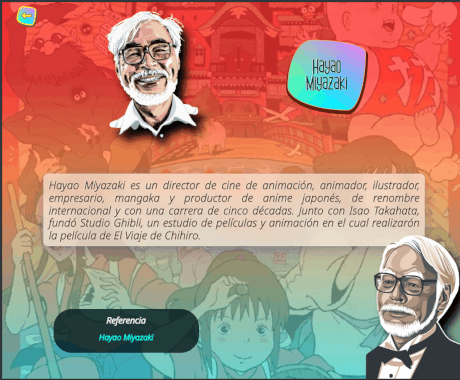 Hayao
Miyazaki
Hayao Miyazaki es un director de cine de animación, animador, ilustrador,
empresario, mangaka y productor de anime japonés, de renombre
internacional y con una carrera de cinco décadas. Junto con Isao Takahata,
fundó Studio Ghibli, un estudio de películas y animación en el cual realizarón
la película de El Viaje de Chihiro.
Referencia
Hayao Miyazaki